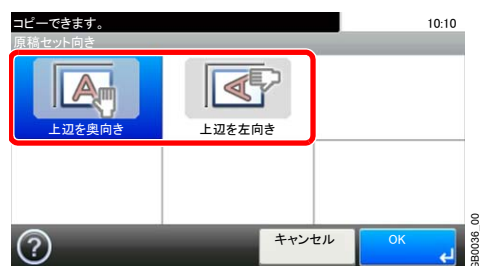 コピーできます。 10:10
原稿セット向き
A A
上辺を奥向き 上辺を左向き
? キャンセル OK
GB0036_00